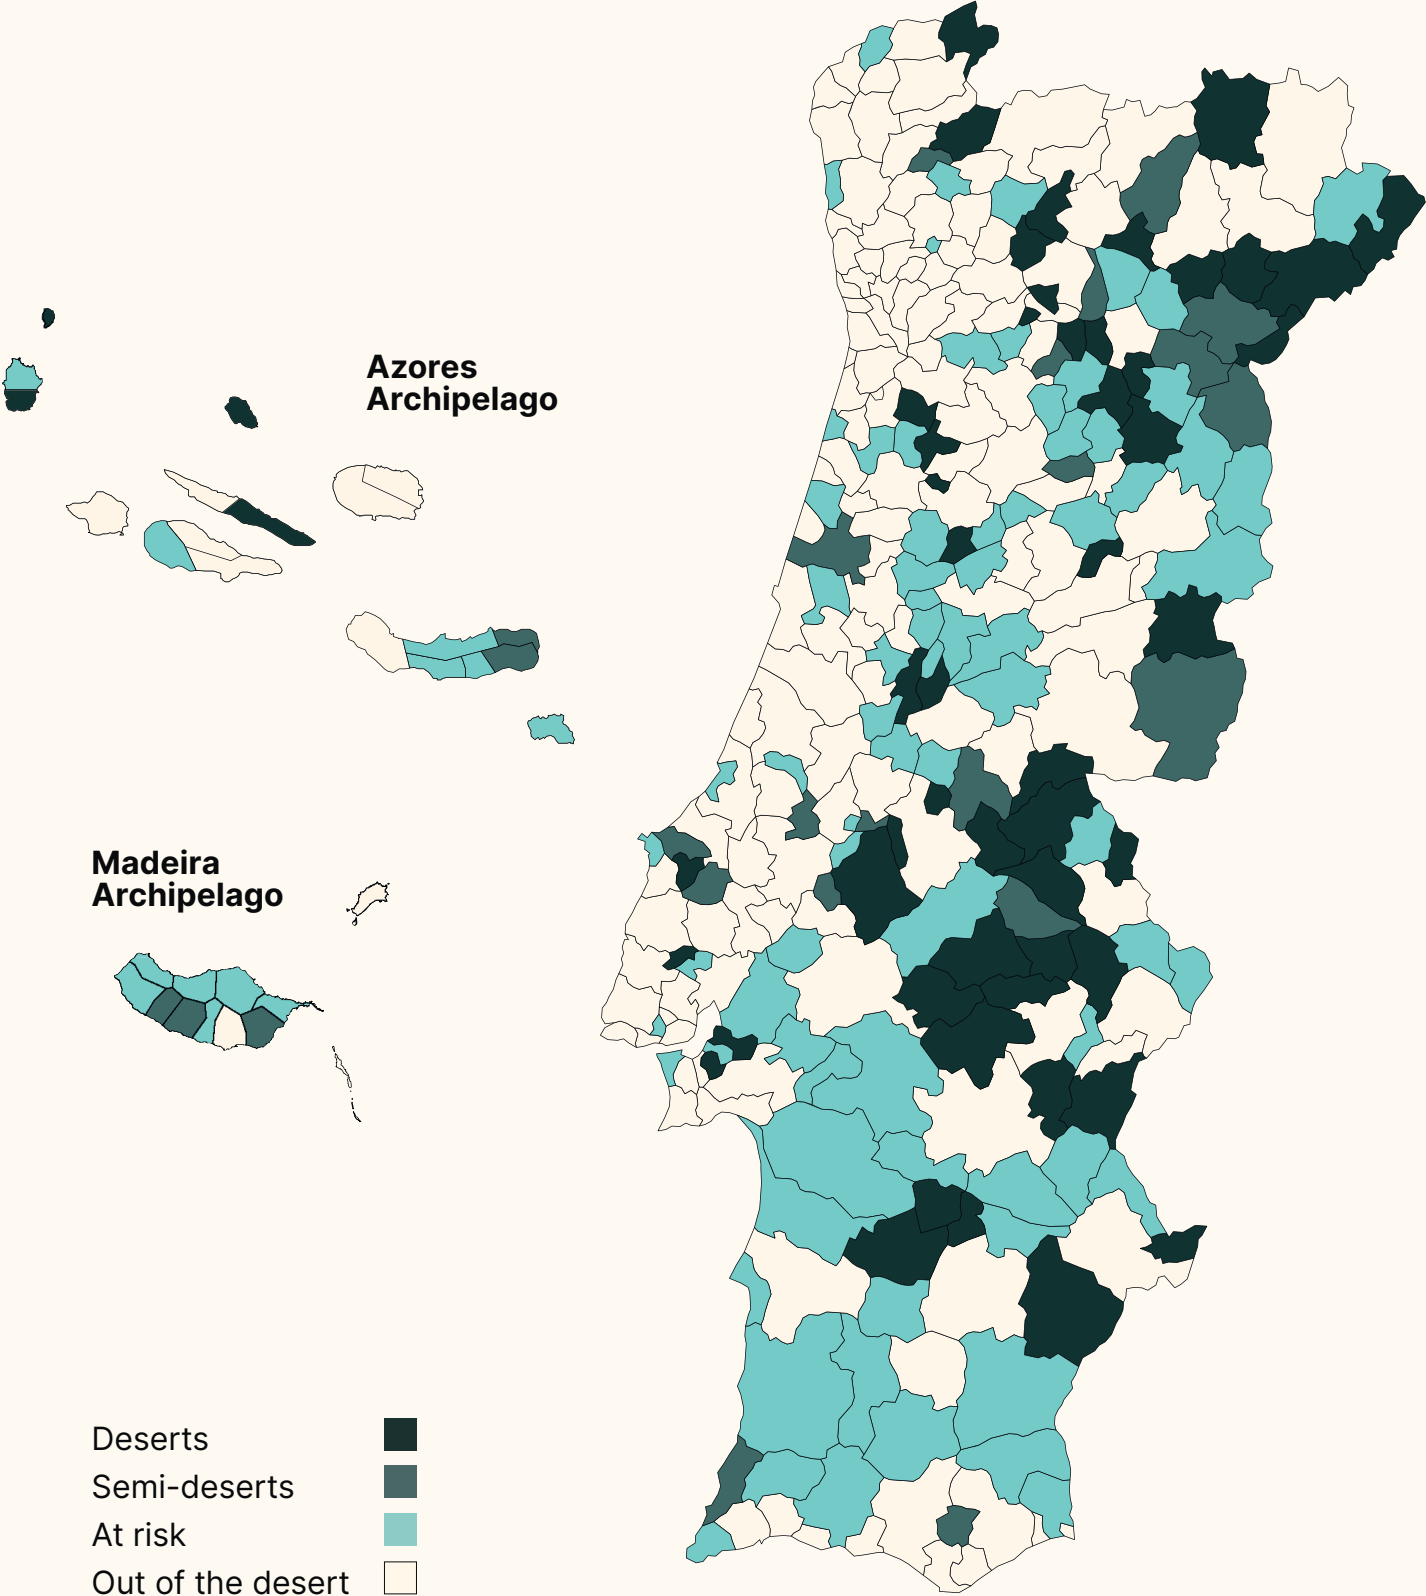 Azores
Archipelago
Madeira
Archipelago
Deserts
Semi-deserts
At risk
Out of the desert